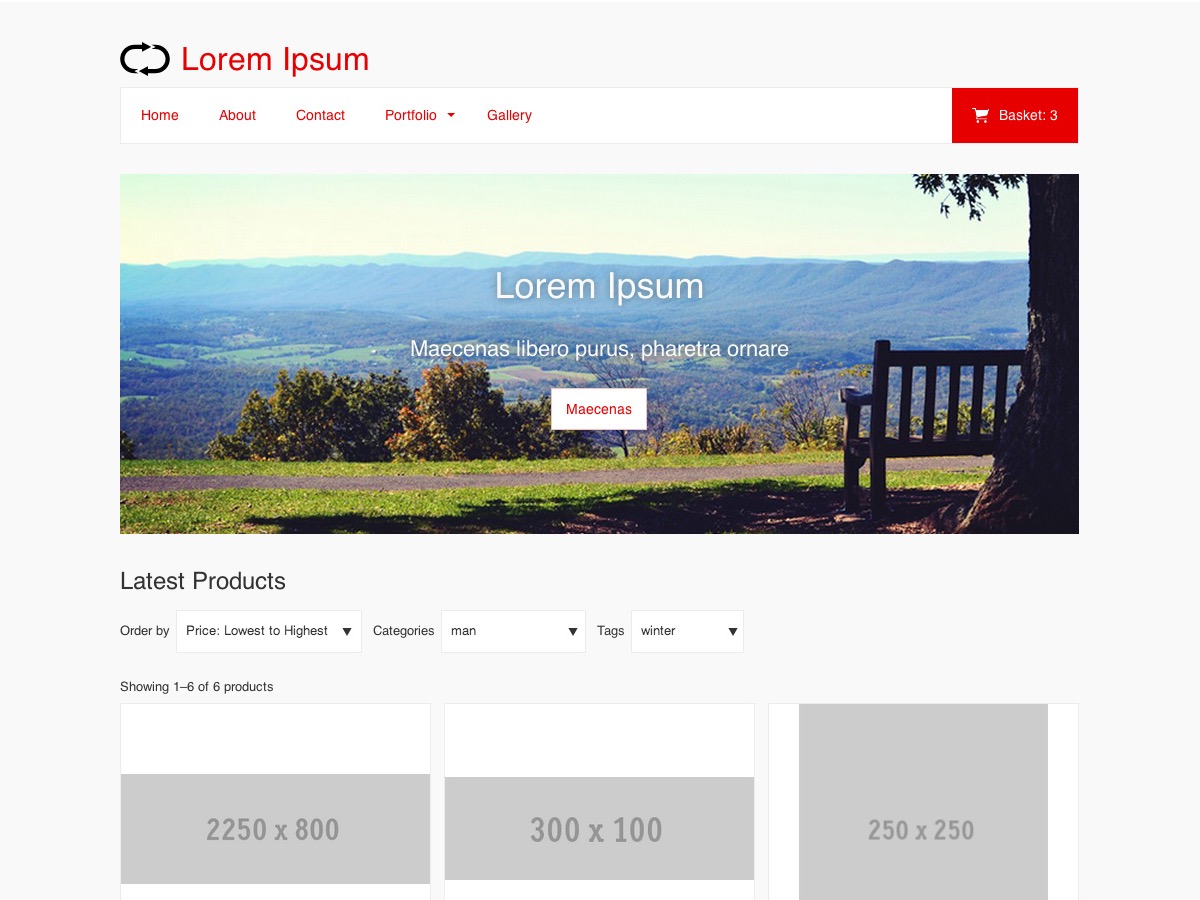 Lorem Ipsum
Home About Contact Portfolio Gallery Basket: 3
Lorem Ipsum
Maecenas libero purus, pharetra ornare
Maecenas
Latest Products
Order by Price: Lowest to Highest Categories man Tags winter
Showing 1–6 of 6 products
2250 x 800 300 x 100 250 x 250